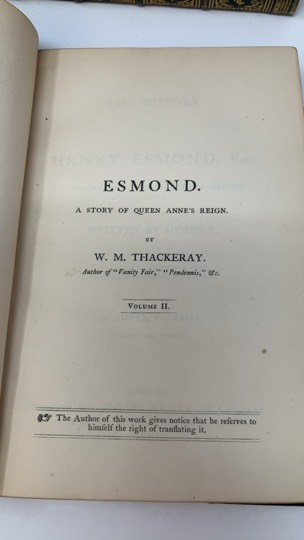 ESMOND.
A STORY OF QUEEN ANNE'S REIGN.
BY
W. M. THACKERAY.
Author of "Vanity Fair," "Pendennis," &c.
VOLUME II.
☞ The Author of this work gives notice that he reſerves to
himſelf the right of tranſlating it.